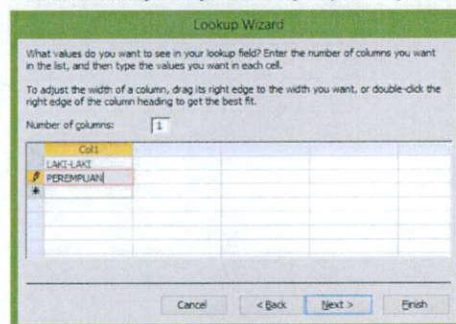 Lookup Wizard
What values do you want to see in your lookup field? Enter the number of columns you want
in the list, and then type the values you want in each cell.
To adjust the width of a column, drag its right edge to the width you want, or double-click the
right edge of the column heading to get the best fit.
Number of columns: 1
Col1
LAKI-LAKI
PEREMPUAN
Cancel < Back Next > Finish